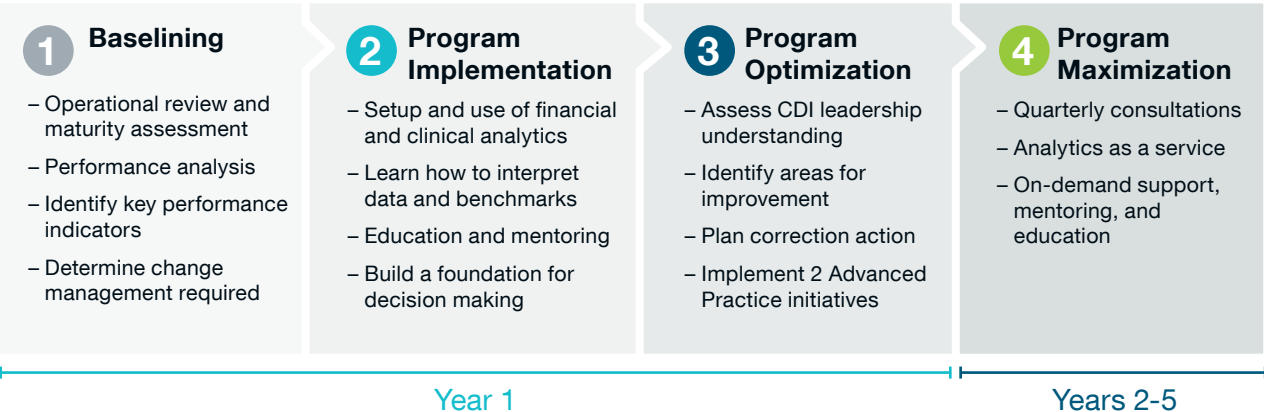 1 Baselining
– Operational review and
maturity assessment
– Performance analysis
– Identify key performance
indicators
– Determine change
management required
2 Program
Implementation
– Setup and use of financial
and clinical analytics
– Learn how to interpret
data and benchmarks
– Education and mentoring
– Build a foundation for
decision making
3 Program
Optimization
– Assess CDI leadership
understanding
– Identify areas for
improvement
– Plan correction action
– Implement 2 Advanced
Practice initiatives
4 Program
Maximization
– Quarterly consultations
– Analytics as a service
– On-demand support,
mentoring, and
education
Year 1
Years 2-5